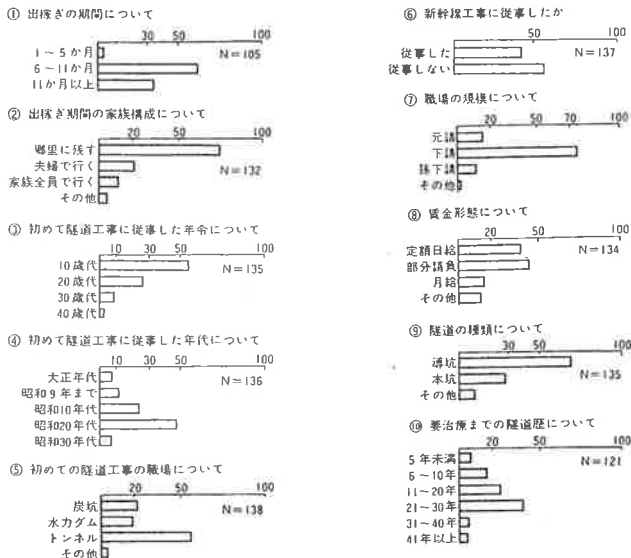 ① 出稼ぎの期間について
30 50 100
1～5か月
6～11か月
11か月以上
N=105
② 出稼ぎ期間の家族構成について
20 50 100
郷里に残す
夫婦で行く
家族全員で行く
その他
N=132
③ 初めて隧道工事に従事した年令について
10 30 50 100
10歳代
20歳代
30歳代
40歳代
N=135
④ 初めて隧道工事に従事した年代について
10 30 50 100
大正年代
昭和9年まで
昭和10年代
昭和20年代
昭和30年代
N=136
⑤ 初めての隧道工事の職場について
20 50 100
炭坑
水力ダム
トンネル
その他
N=138
⑥ 新幹線工事に従事したか
50 100
従事した
従事しない
N=137
⑦ 職場の規模について
20 50 70 100
元請
下請
孫下請
その他
N=132
⑧ 賃金形態について
20 50 100
定額日給
部分請負
月給
その他
N=134
⑨ 隧道の種類について
30 50 100
導坑
本坑
その他
N=135
⑩ 要治療までの隧道歴について
20 50 100
5年未満
6～10年
11～20年
21～30年
31～40年
41年以上
N=121